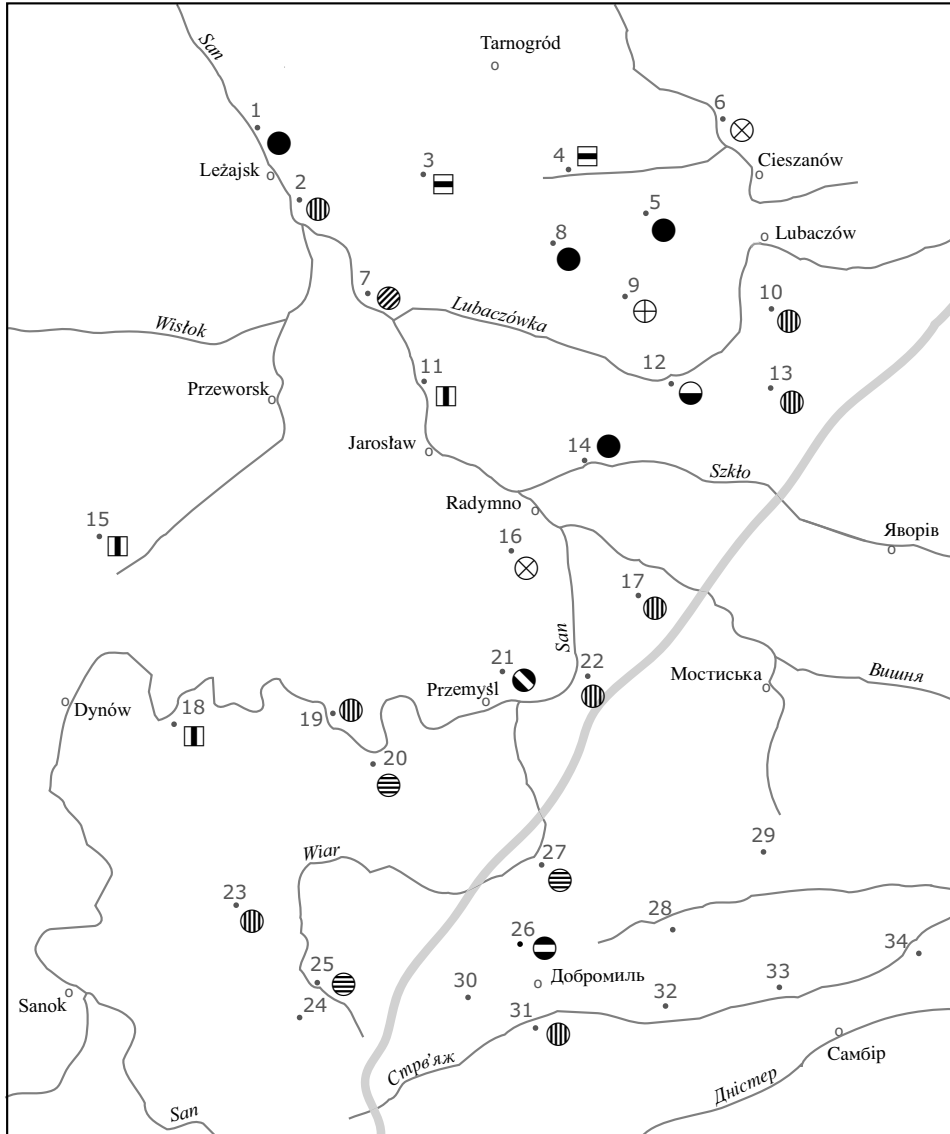 San
Tarnogród
1
6
3
4
Cieszanów
Leżajsk
2
5
8
Lubaczów
7
9
10
Lubaczówka
Wisłok
11
12
13
Przeworsk
Jarosław
14
Szkło
Radymno
15
16
Яворів
17
San
21
22
Przemyśl
Мостиська
Вишня
Dynów
18
19
20
29
Wiar
27
23
28
26
34
25
30
Добромиль
33
Sanok
24
32
31
Самбір
Стрв'яж
Дністер
San